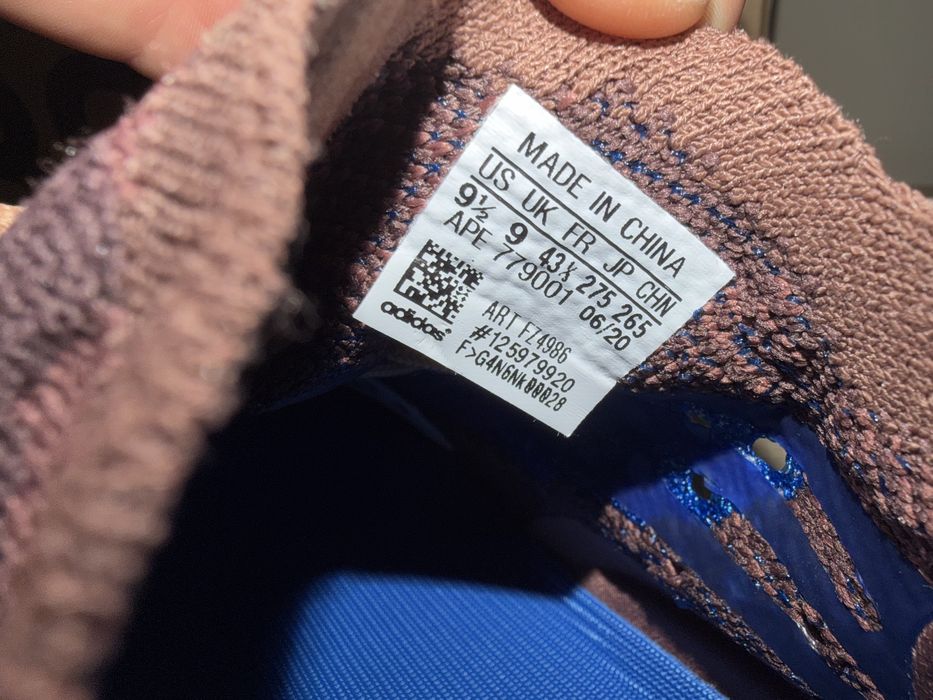 MADE IN CHINA
US UK FR JP CHN
9½ 9 43⅓ 275 265
APE 779001 06/20
ART FZ4986
#125979920
F>G4N6NK00028
adidas